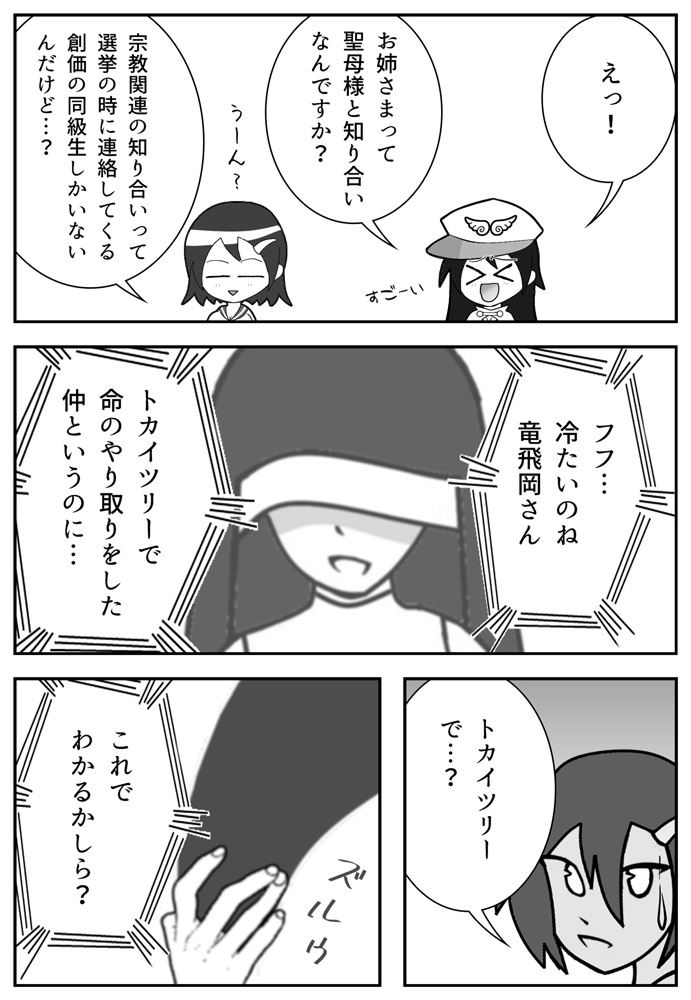 えっ！
お姉さまって
聖母様と知り合い
なんですか？
すごーい
うーん？
宗教関連の知り合いって
選挙の時に連絡してくる
創価の同級生しかいない
んだけど…？
フフ…
冷たいのね
竜飛岡さん
トカイツリーで
命のやり取りをした
仲というのに…
トカイツリー
で…？
これで
わかるかしら？
ズルゥ